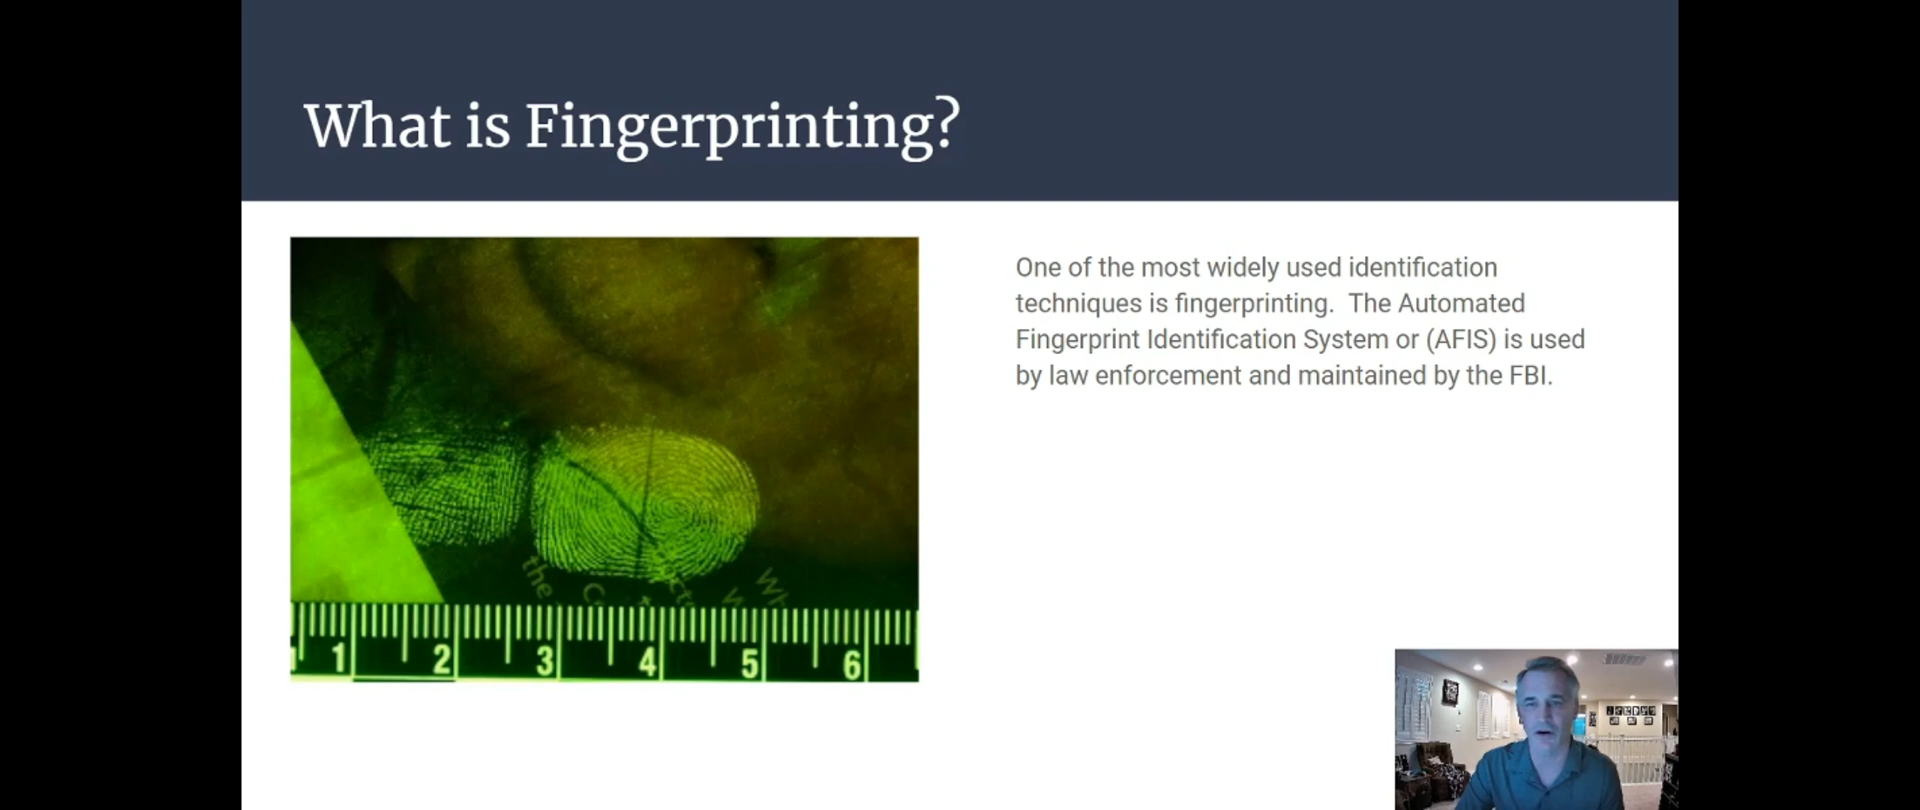 What is Fingerprinting?
One of the most widely used identification
techniques is fingerprinting.  The Automated
Fingerprint Identification System or (AFIS) is used
by law enforcement and maintained by the FBI.
the
1 2 3 4 5 6